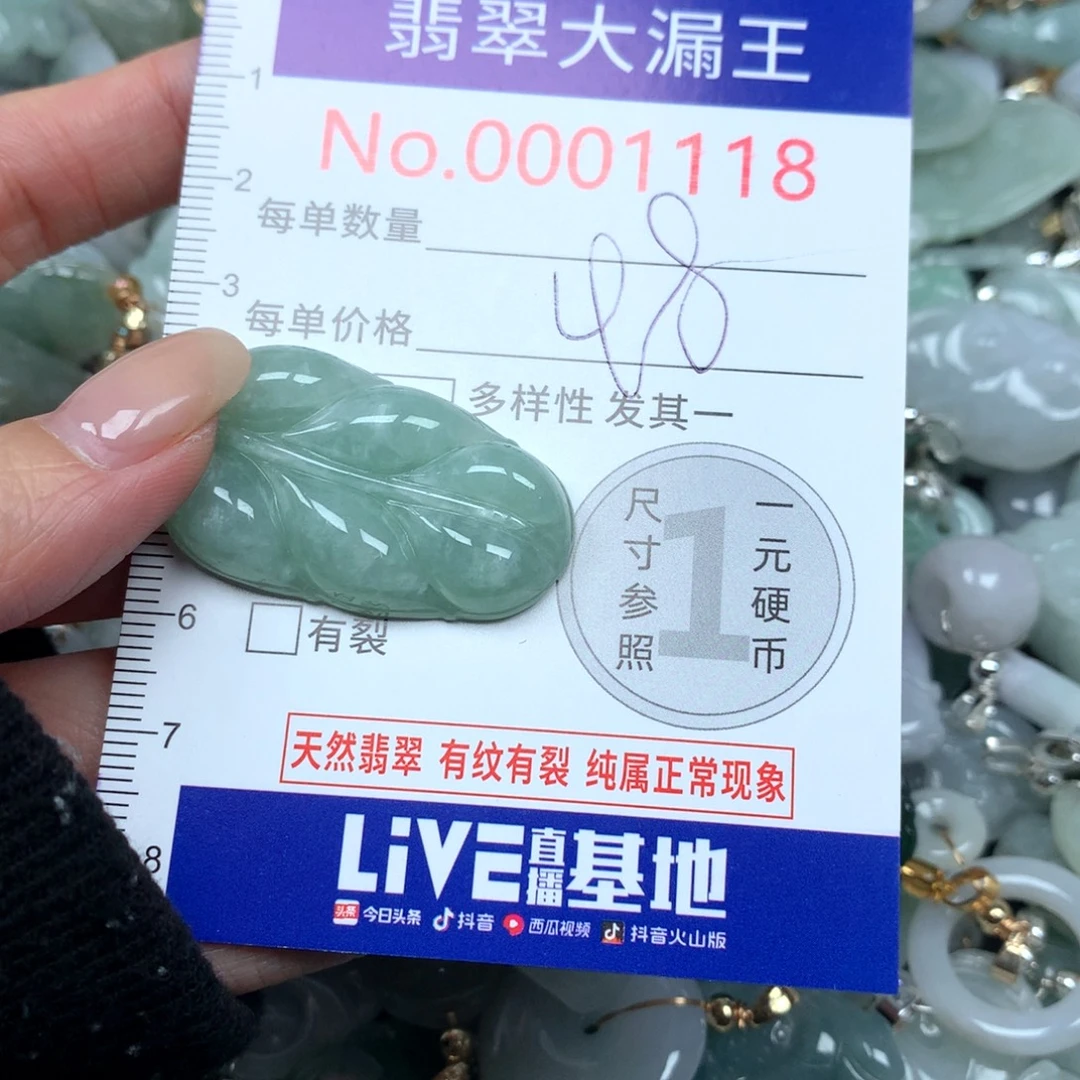 翡翠大漏王
1
No.0001118
2
每单数量
48
3
每单价格
多样性 发其一
尺寸参照
1
一元硬币
6
有裂
7
天然翡翠 有纹有裂 纯属正常现象
8
LiVE直播基地
头条 今日头条 抖音 西瓜视频 抖音火山版